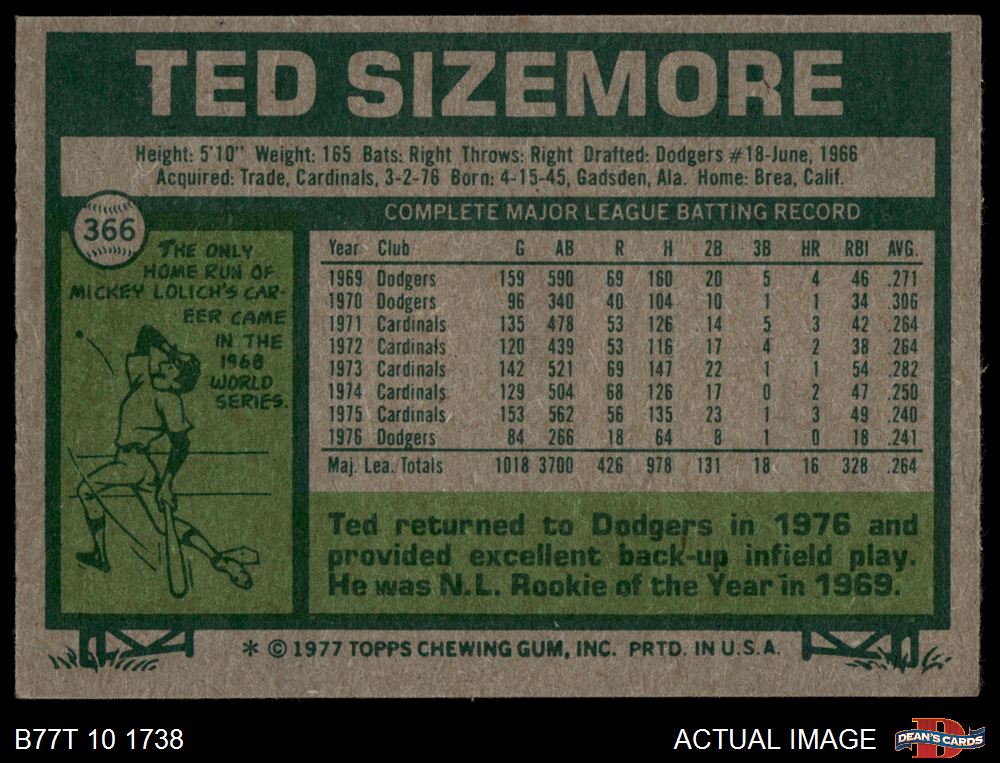 TED SIZEMORE
Height: 5'10" Weight: 165 Bats: Right Throws: Right Drafted: Dodgers #18-June, 1966
Acquired: Trade, Cardinals, 3-2-76 Born: 4-15-45, Gadsden, Ala. Home: Brea, Calif.
366
THE ONLY
HOME RUN OF
MICKEY LOLICH'S CAR-
EER CAME
IN THE
1968
WORLD
SERIES.
COMPLETE MAJOR LEAGUE BATTING RECORD
Year Club G AB R H 2B 3B HR RBI AVG.
1969 Dodgers 159 590 69 160 20 5 4 46 .271
1970 Dodgers 96 340 40 104 10 1 1 34 .306
1971 Cardinals 135 478 53 126 14 5 3 42 .264
1972 Cardinals 120 439 53 116 17 4 2 38 .264
1973 Cardinals 142 521 69 147 22 1 1 54 .282
1974 Cardinals 129 504 68 126 17 0 2 47 .250
1975 Cardinals 153 562 56 135 23 1 3 49 .240
1976 Dodgers 84 266 18 64 8 1 0 18 .241
Maj. Lea. Totals 1018 3700 426 978 131 18 16 328 .264
Ted returned to Dodgers in 1976 and
provided excellent back-up infield play.
He was N.L. Rookie of the Year in 1969.
* © 1977 TOPPS CHEWING GUM, INC. PRTD. IN U.S.A.
B77T 10 1738
ACTUAL IMAGE
DEAN'S CARDS